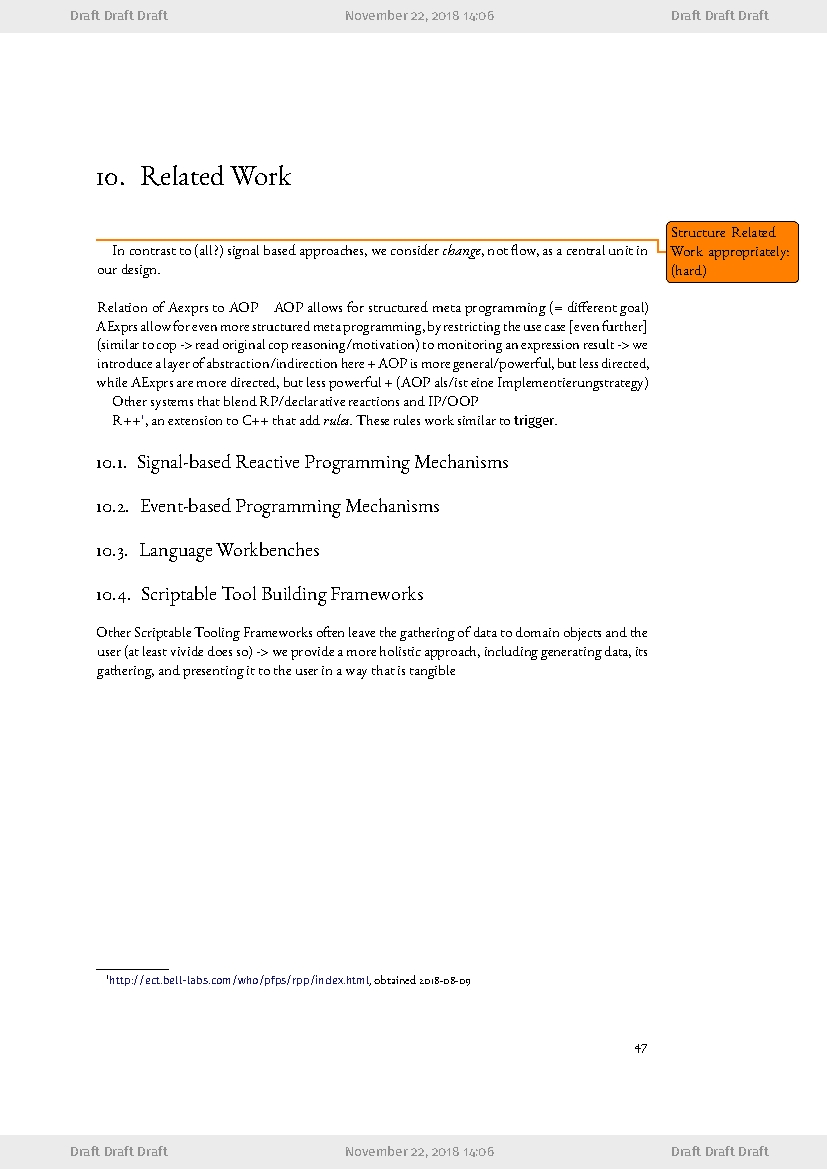 Draft Draft Draft November 22, 2018 14:06 Draft Draft Draft
10. Related Work
Structure Related
Work appropriately:
(hard)
In contrast to (all?) signal based approaches, we consider change, not flow, as a central unit in
our design.
Relation of Aexprs to AOP AOP allows for structured meta programming (= different goal)
AExprs allow for even more structured meta programming, by restricting the use case [even further]
(similar to cop -> read original cop reasoning/motivation) to monitoring an expression result -> we
introduce a layer of abstraction/indirection here + AOP is more general/powerful, but less directed,
while AExprs are more directed, but less powerful + (AOP als/ist eine Implementierungstrategy)
Other systems that blend RP/declarative reactions and IP/OOP
R++¹, an extension to C++ that add rules. These rules work similar to trigger.
10.1. Signal-based Reactive Programming Mechanisms
10.2. Event-based Programming Mechanisms
10.3. Language Workbenches
10.4. Scriptable Tool Building Frameworks
Other Scriptable Tooling Frameworks often leave the gathering of data to domain objects and the
user (at least vivide does so) -> we provide a more holistic approach, including generating data, its
gathering, and presenting it to the user in a way that is tangible
¹http://ect.bell-labs.com/who/pfps/rpp/index.html, obtained 2018-08-09
47
Draft Draft Draft November 22, 2018 14:06 Draft Draft Draft